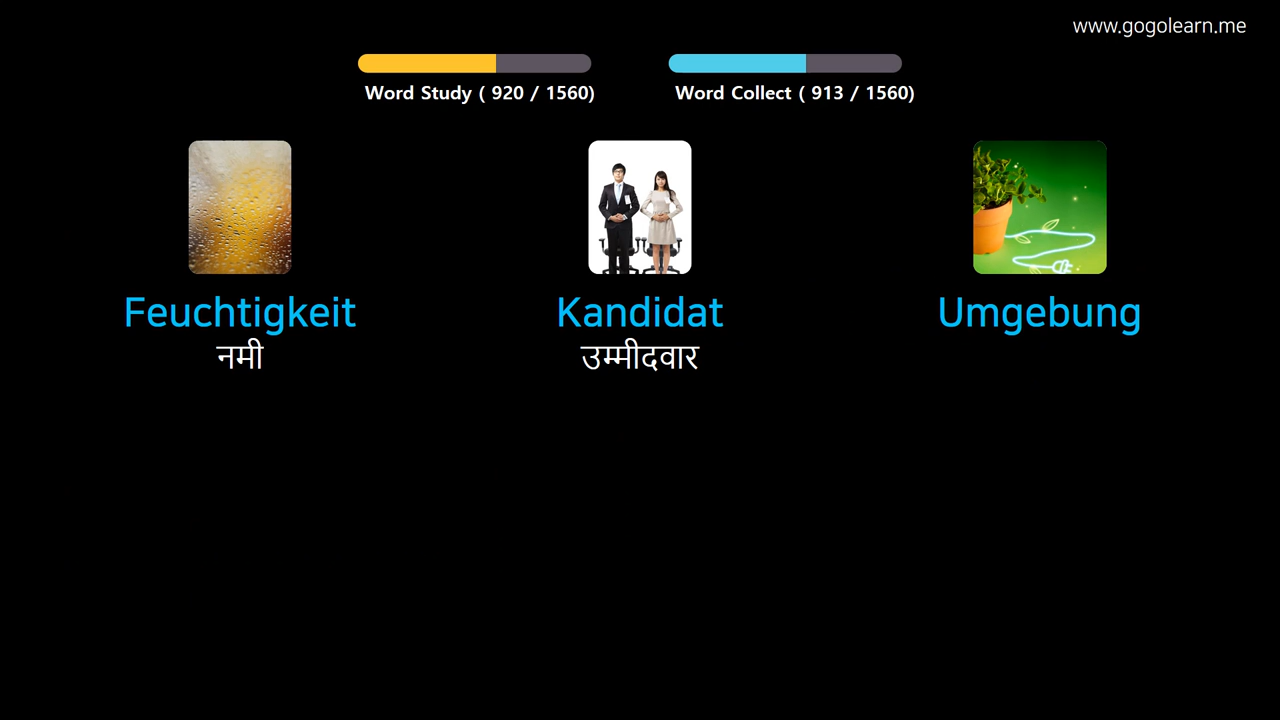 www.gogolearn.me
Word Study ( 920 / 1560)
Word Collect ( 913 / 1560)
Feuchtigkeit
नमी
Kandidat
उम्मीदवार
Umgebung